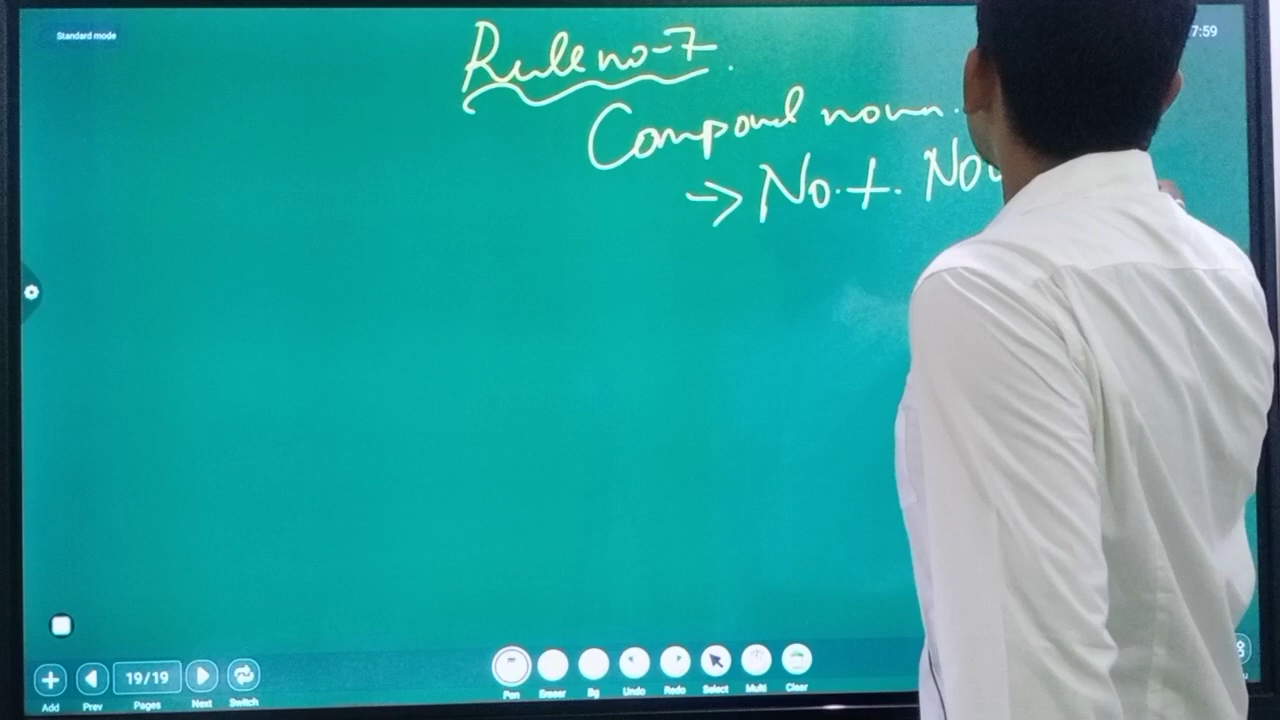 Standard mode
7:59
Rule no-7.
Compound noun.
→ No. +. Nou
19/19
Add Prev Pages Next Switch
Pen Eraser Bg Undo Redo Select Multi Clear